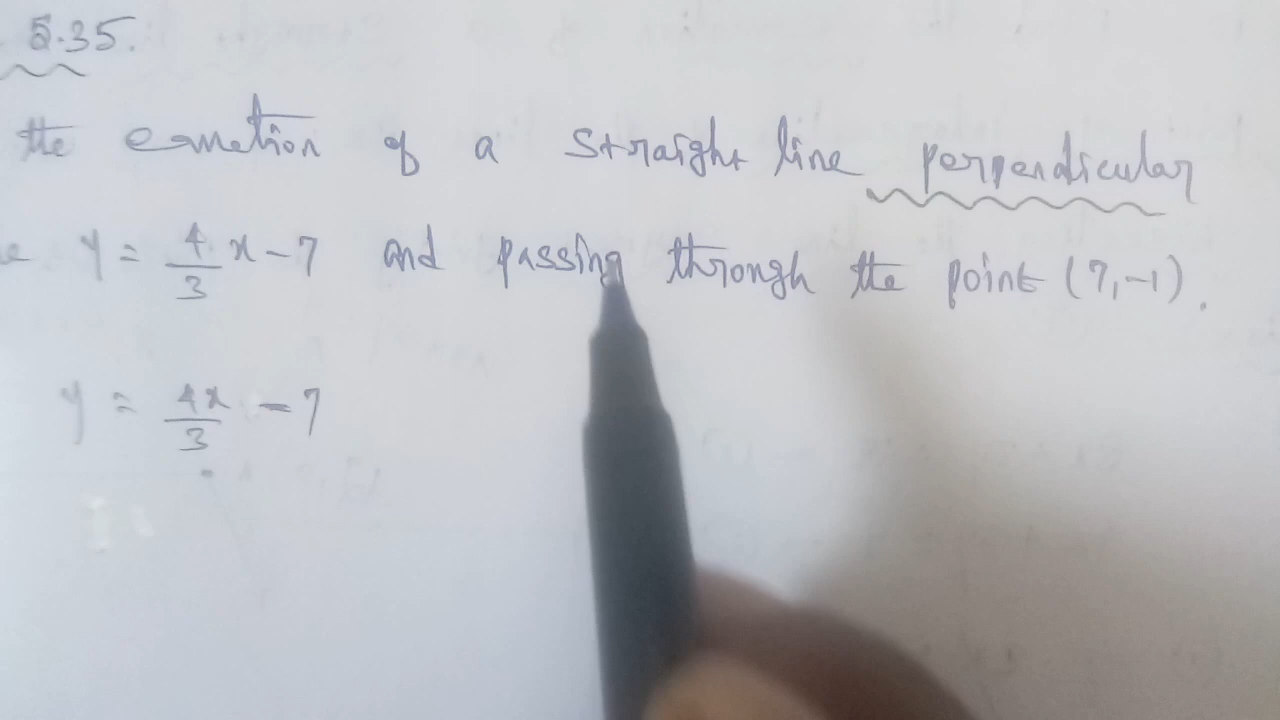 5.35.
the equation of a straight line perpendicular
y = 4/3 x - 7 and passing through the point (7,-1).
y = 4x/3 - 7